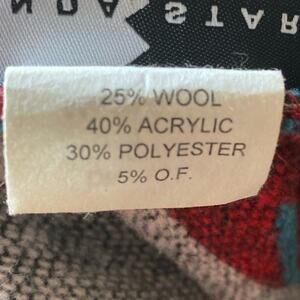 25% WOOL
40% ACRYLIC
30% POLYESTER
5% O.F.